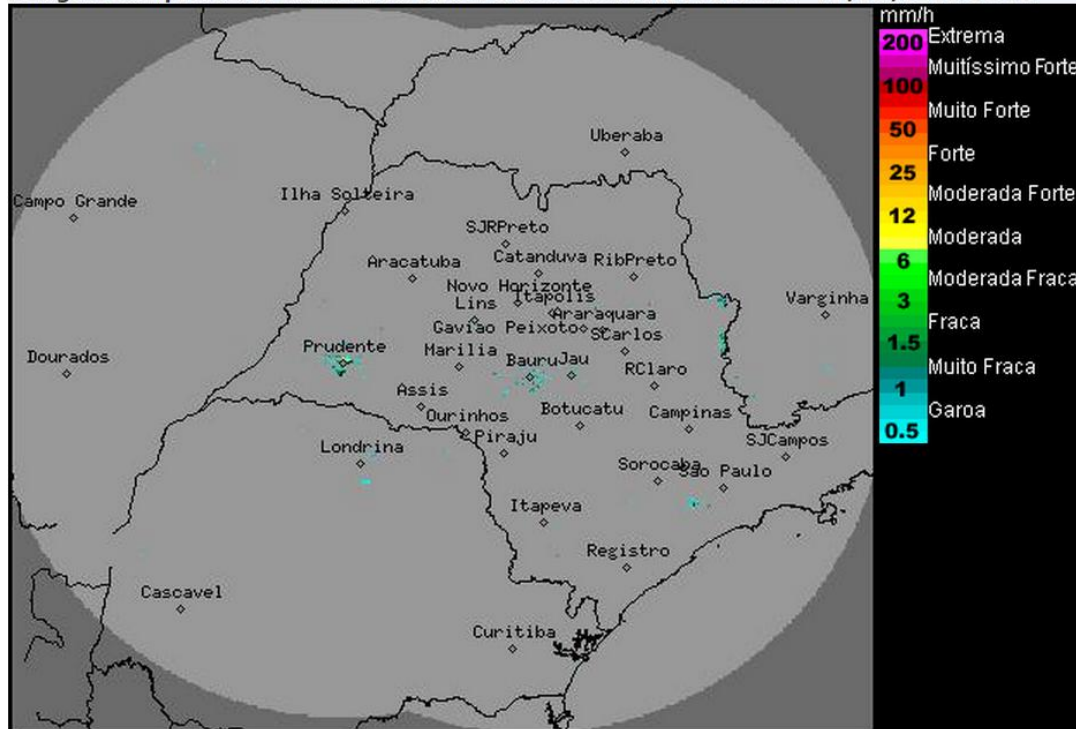 mm/h
200 Extrema
Muitíssimo Forte
100
Muito Forte
50
Forte
25
Moderada Forte
12
Moderada
6
Moderada Fraca
3
Fraca
1.5
Muito Fraca
1
Garoa
0.5
Uberaba
Campo Grande
Ilha Solteira
SJRPreto
Aracatuba
Catanduva
RibPreto
Novo Horizonte
Itapolis
Lins
Araraquara
Varginha
Gaviao Peixoto
SCarlos
Dourados
Prudente
Marilia
Bauru
Jau
RClaro
Assis
Ourinhos
Botucatu
Campinas
Londrina
Piraju
SJCampos
Sorocaba
Sao Paulo
Itapeva
Registro
Cascavel
Curitiba